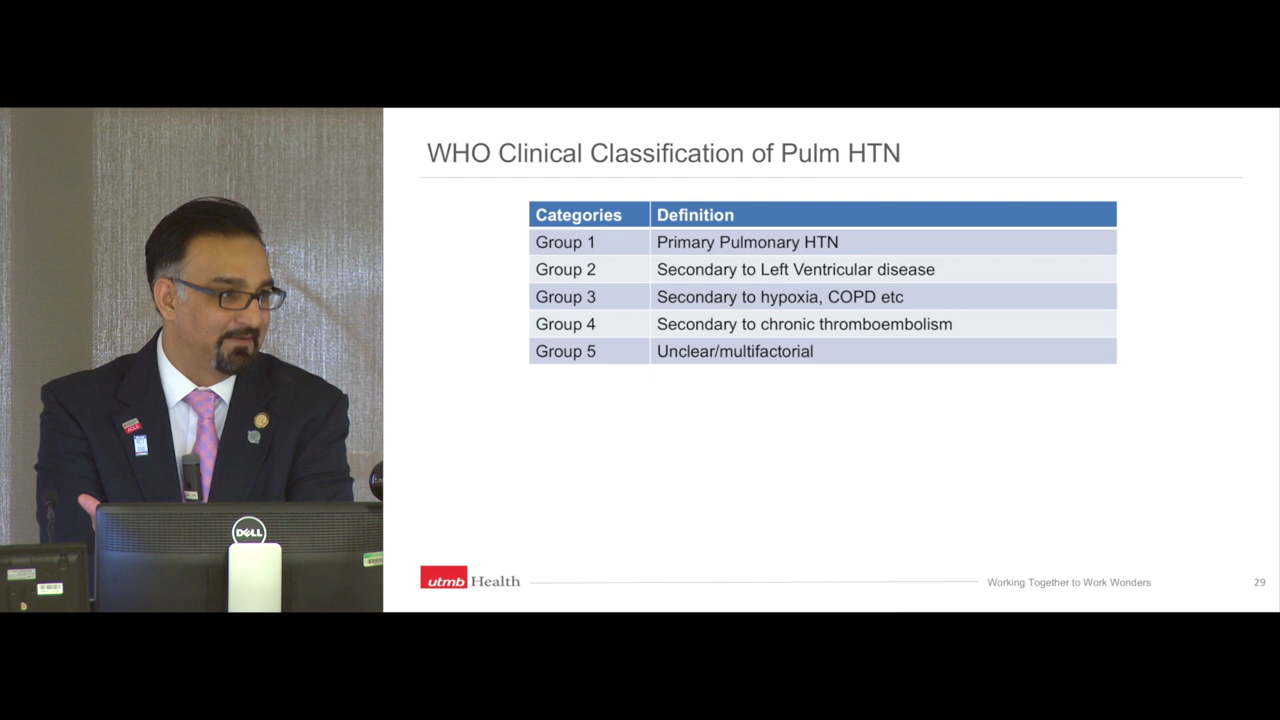 WHO Clinical Classification of Pulm HTN
Categories Definition
Group 1 Primary Pulmonary HTN
Group 2 Secondary to Left Ventricular disease
Group 3 Secondary to hypoxia, COPD etc
Group 4 Secondary to chronic thromboembolism
Group 5 Unclear/multifactorial
DELL
utmb Health
Working Together to Work Wonders
29